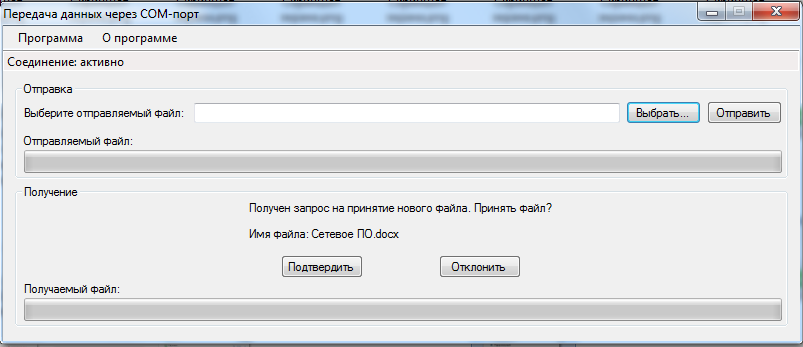 Передача данных через COM-порт
Программа О программе
Соединение: активно
Отправка
Выберите отправляемый файл: Выбрать... Отправить
Отправляемый файл:
Получение
Получен запрос на принятие нового файла. Принять файл?
Имя файла: Сетевое ПО.docx
Подтвердить Отклонить
Получаемый файл: